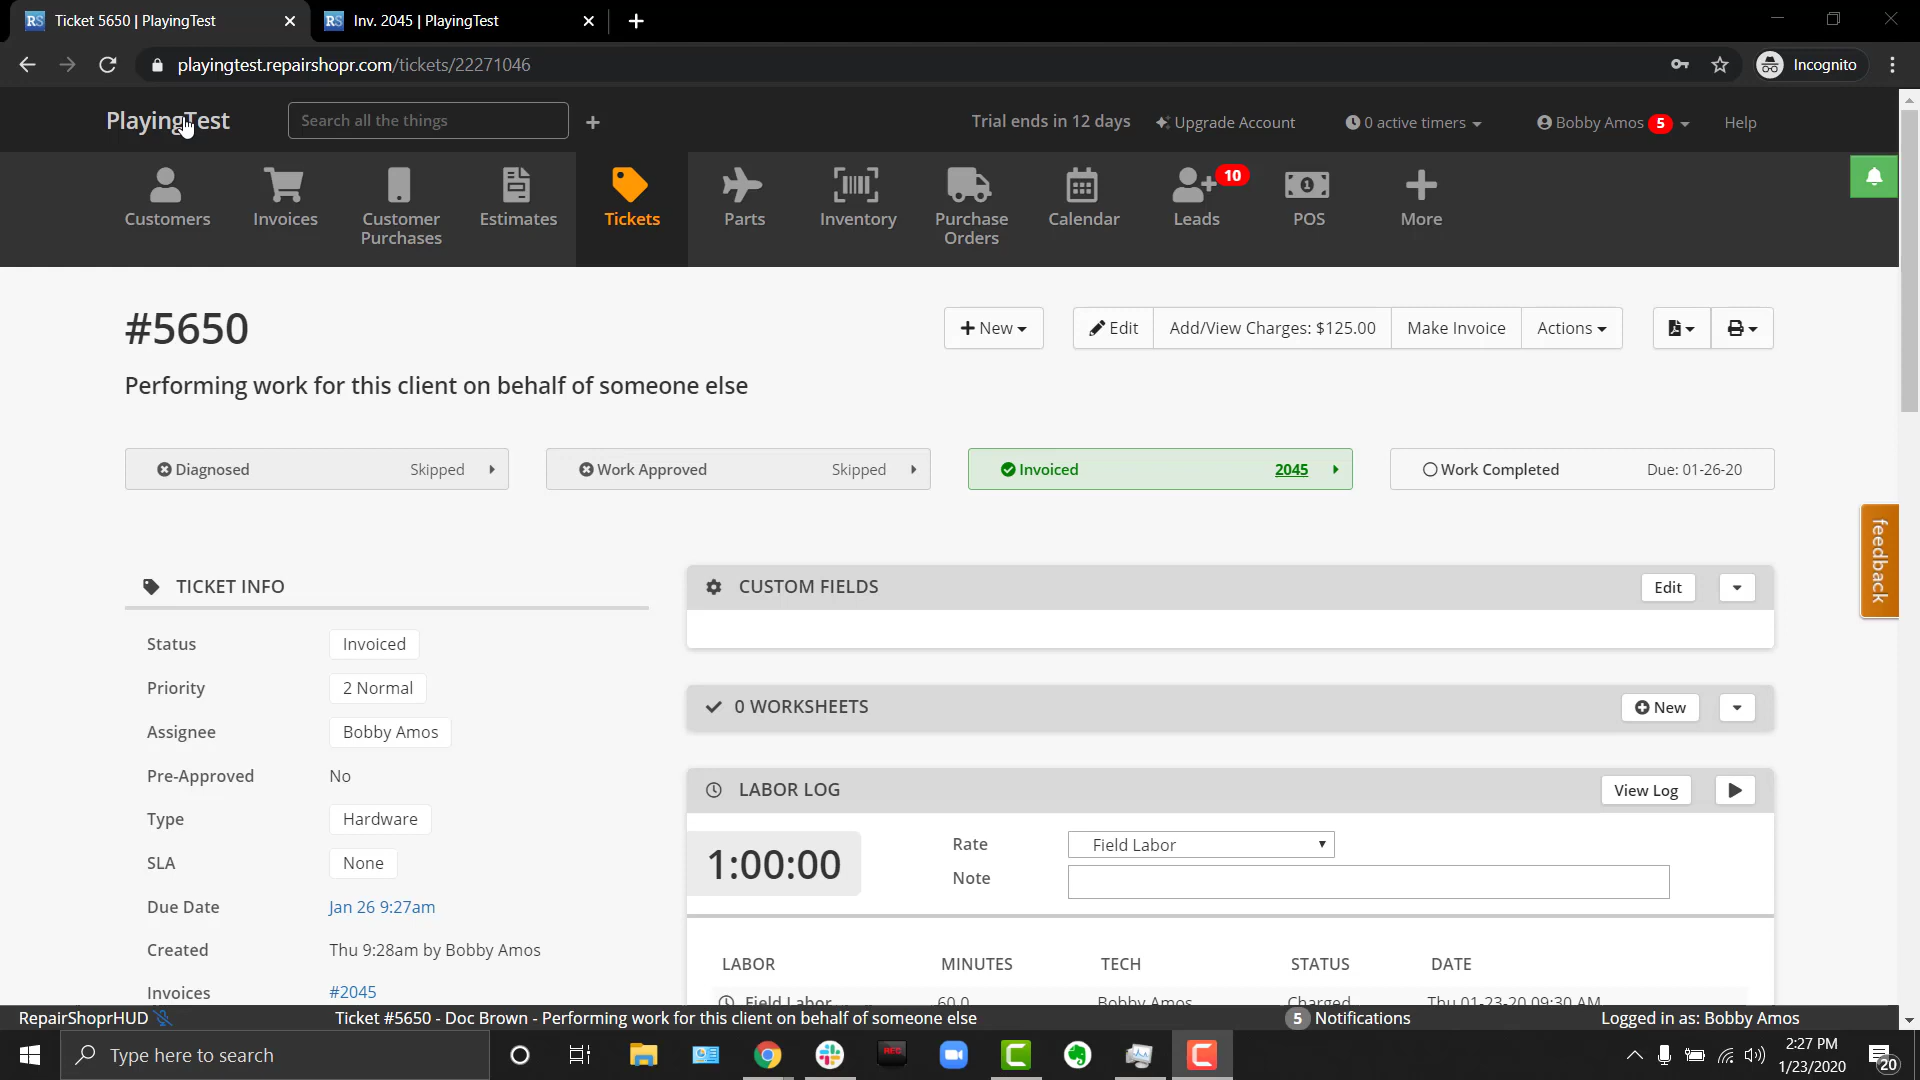 RS Ticket 5650 | PlayingTest
RS Inv. 2045 | PlayingTest
playingtest.repairshopr.com/tickets/22271046
Incognito
PlayingTest
Search all the things
Trial ends in 12 days
Upgrade Account
0 active timers
Bobby Amos 5
Help
Customers
Invoices
Customer
Purchases
Estimates
Tickets
Parts
Inventory
Purchase
Orders
Calendar
10
Leads
POS
More
#5650
New
Edit
Add/View Charges: $125.00
Make Invoice
Actions
Performing work for this client on behalf of someone else
Diagnosed Skipped
Work Approved Skipped
Invoiced 2045
Work Completed Due: 01-26-20
feedback
TICKET INFO
Status Invoiced
Priority 2 Normal
Assignee Bobby Amos
Pre-Approved No
Type Hardware
SLA None
Due Date Jan 26 9:27am
Created Thu 9:28am by Bobby Amos
Invoices #2045
CUSTOM FIELDS
Edit
0 WORKSHEETS
New
LABOR LOG
View Log
1:00:00
Rate Field Labor
Note
LABOR MINUTES TECH STATUS DATE
Field Labor 60.0 Bobby Amos Charged Thu 01-23-20 09:30 AM
RepairShoprHUD
Ticket #5650 - Doc Brown - Performing work for this client on behalf of someone else
5 Notifications
Logged in as: Bobby Amos
Type here to search
REC
2:27 PM
1/23/2020
20